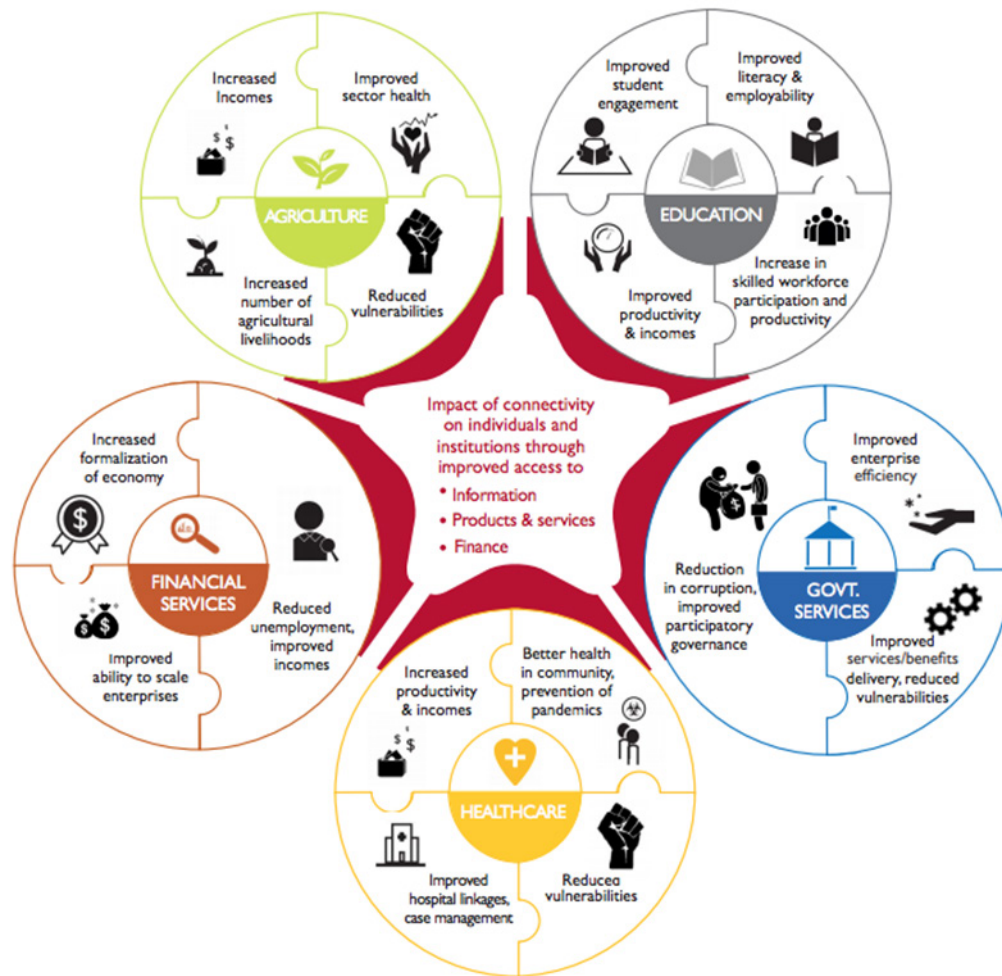 Increased
Incomes
Improved
sector health
$ $
AGRICULTURE
Increased
number of
agricultural
livelihoods
Reduced
vulnerabilities
Improved
student
engagement
Improved
literacy &
employability
EDUCATION
Improved
productivity
& incomes
Increase in
skilled workforce
participation and
productivity
Impact of connectivity
on individuals and
institutions through
improved access to
• Information
• Products & services
• Finance
Increased
formalization
of economy
$
FINANCIAL
SERVICES
$ $
Improved
ability to scale
enterprises
Reduced
unemployment,
improved
incomes
Improved
enterprise
efficiency
$
Reduction
in corruption,
improved
participatory
governance
GOVT.
SERVICES
Improved
services/benefits
delivery, reduced
vulnerabilities
Increased
productivity
& incomes
Better health
in community,
prevention of
pandemics
$ $
HEALTHCARE
Improved
hospital linkages,
case management
Reduced
vulnerabilities